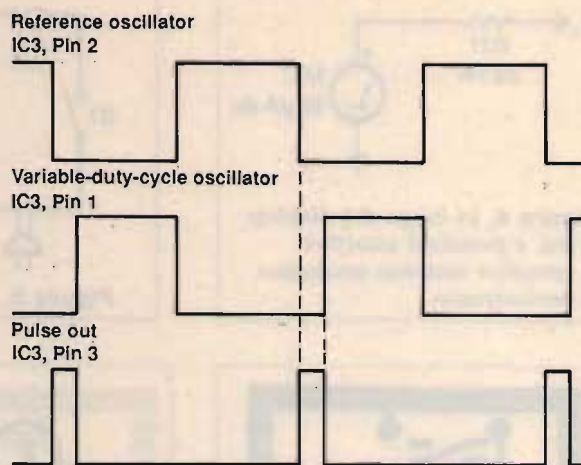 Reference oscillator
IC3, Pin 2
Variable-duty-cycle oscillator
IC3, Pin 1
Pulse out
IC3, Pin 3